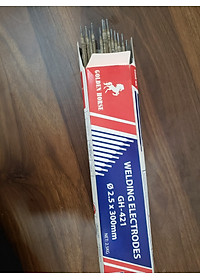 GOLDEN HORSE
WELDING ELECTRODES
GH-421
Ø 2.5 x 300mm